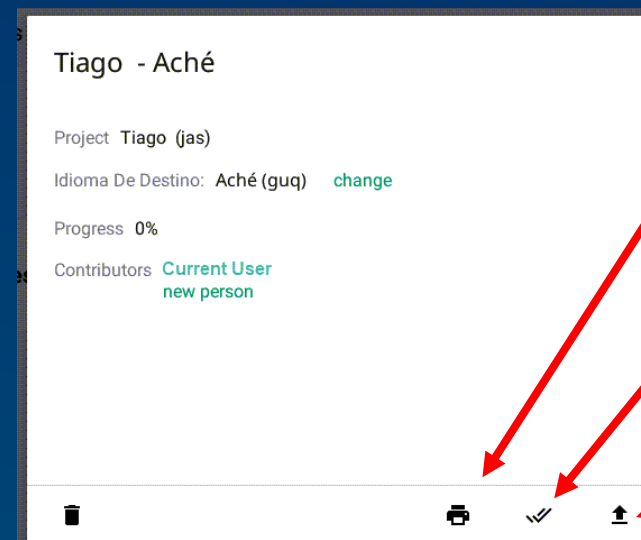 Tiago - Aché
Project Tiago (jas)
Idioma De Destino: Aché (guq) change
Progress 0%
Contributors Current User
new person